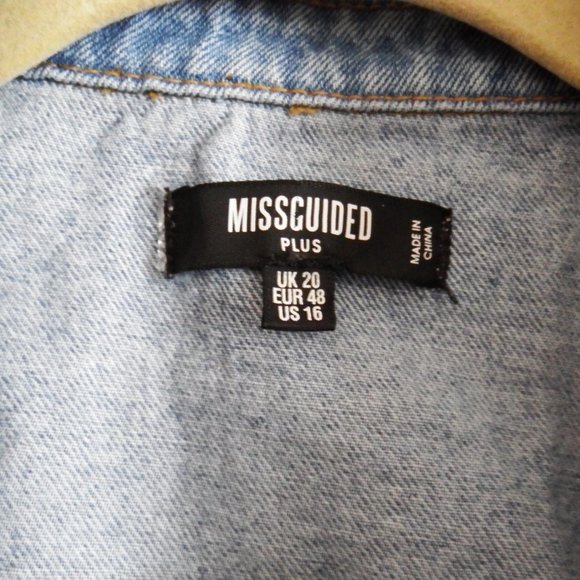 MISSGUIDED
PLUS
MADE IN
CHINA
UK 20
EUR 48
US 16